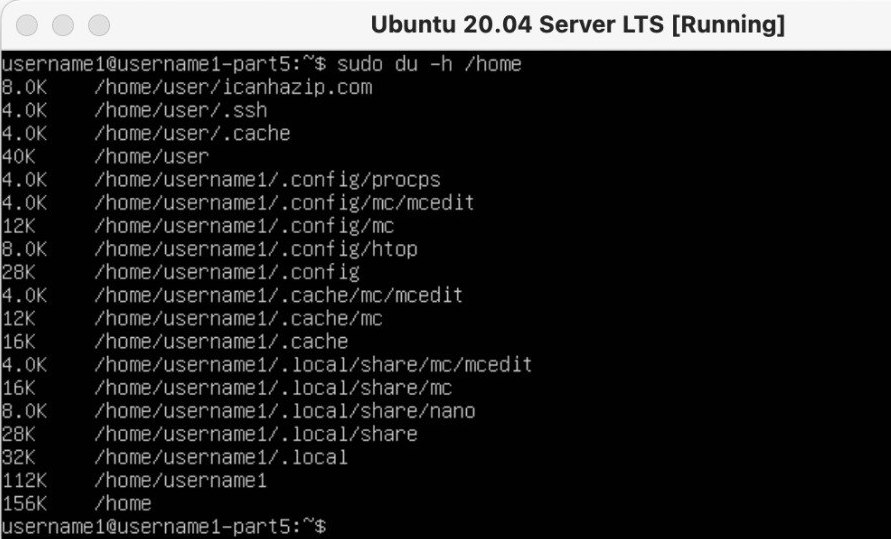 Ubuntu 20.04 Server LTS [Running]
username1@username1-part5:~$ sudo du -h /home
8.0K    /home/user/icanhazip.com
4.0K    /home/user/.ssh
4.0K    /home/user/.cache
40K     /home/user
4.0K    /home/username1/.config/procps
4.0K    /home/username1/.config/mc/mcedit
12K     /home/username1/.config/mc
8.0K    /home/username1/.config/htop
28K     /home/username1/.config
4.0K    /home/username1/.cache/mc/mcedit
12K     /home/username1/.cache/mc
16K     /home/username1/.cache
4.0K    /home/username1/.local/share/mc/mcedit
16K     /home/username1/.local/share/mc
8.0K    /home/username1/.local/share/nano
28K     /home/username1/.local/share
32K     /home/username1/.local
112K    /home/username1
156K    /home
username1@username1-part5:~$